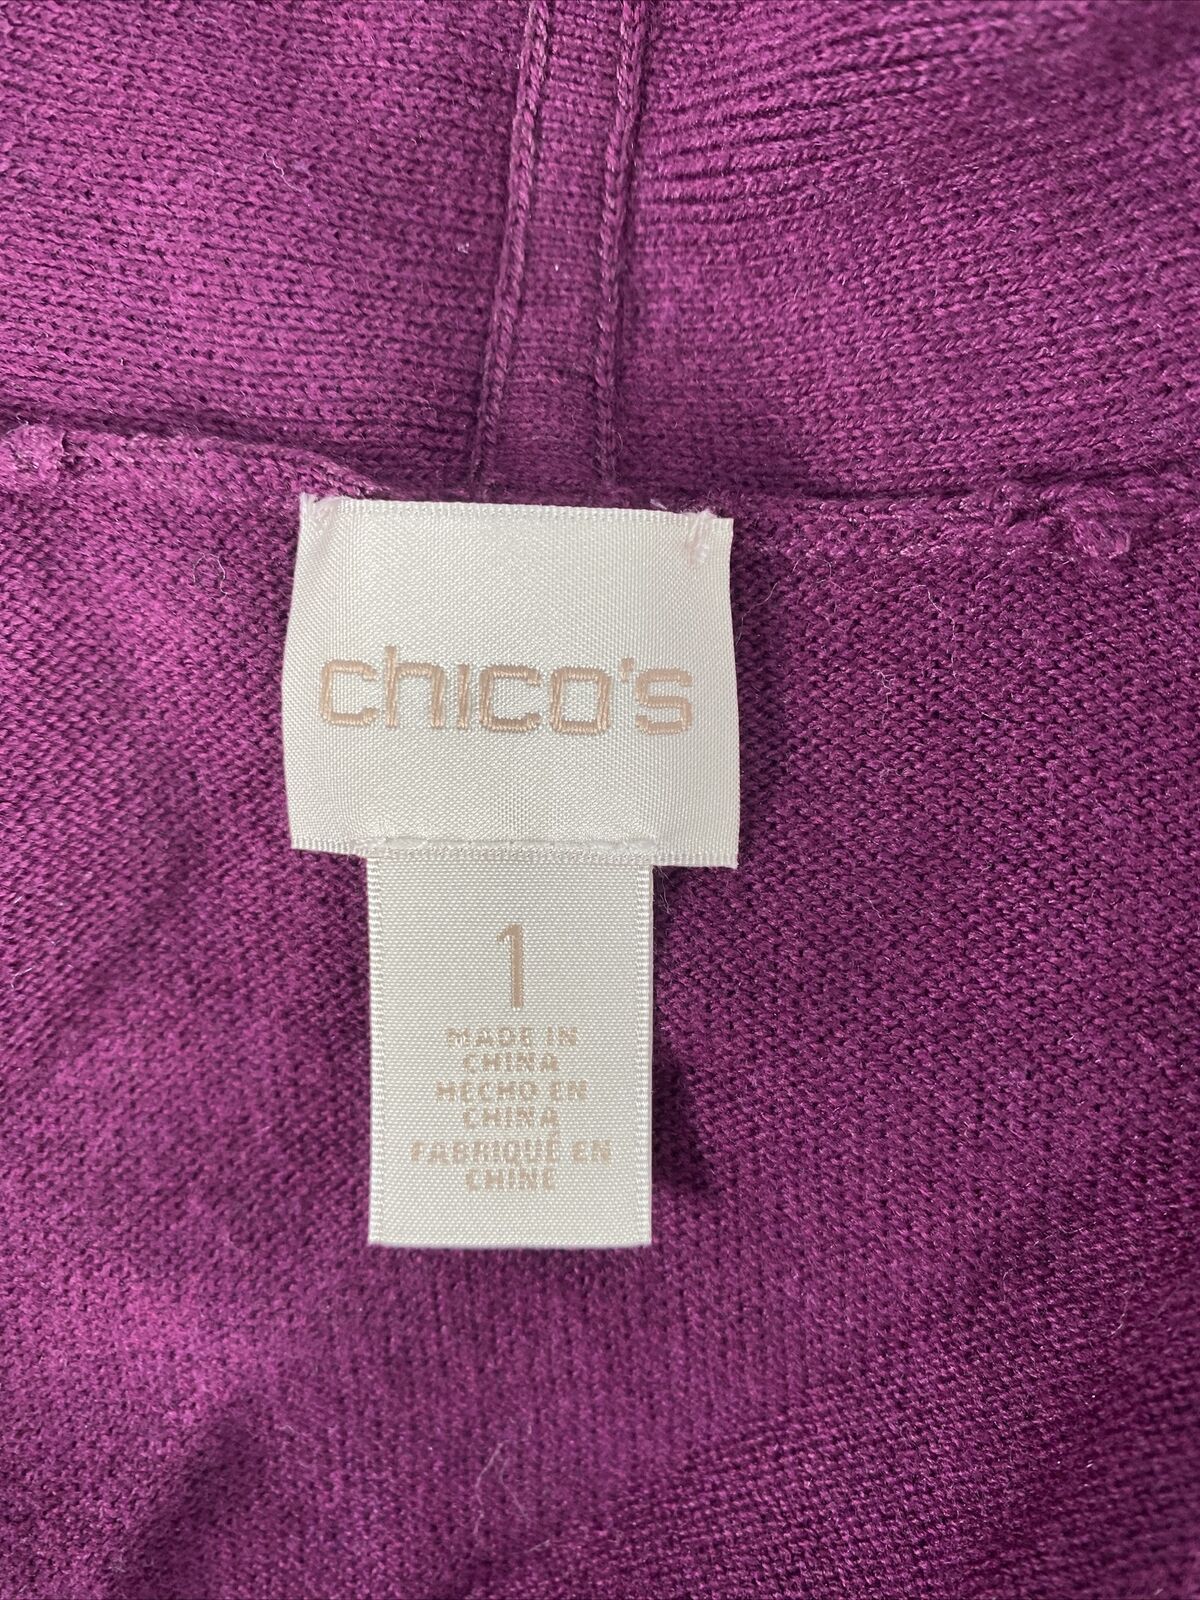 chico's
1
MADE IN
CHINA
HECHO EN
CHINA
FABRIQUÉ EN
CHINE